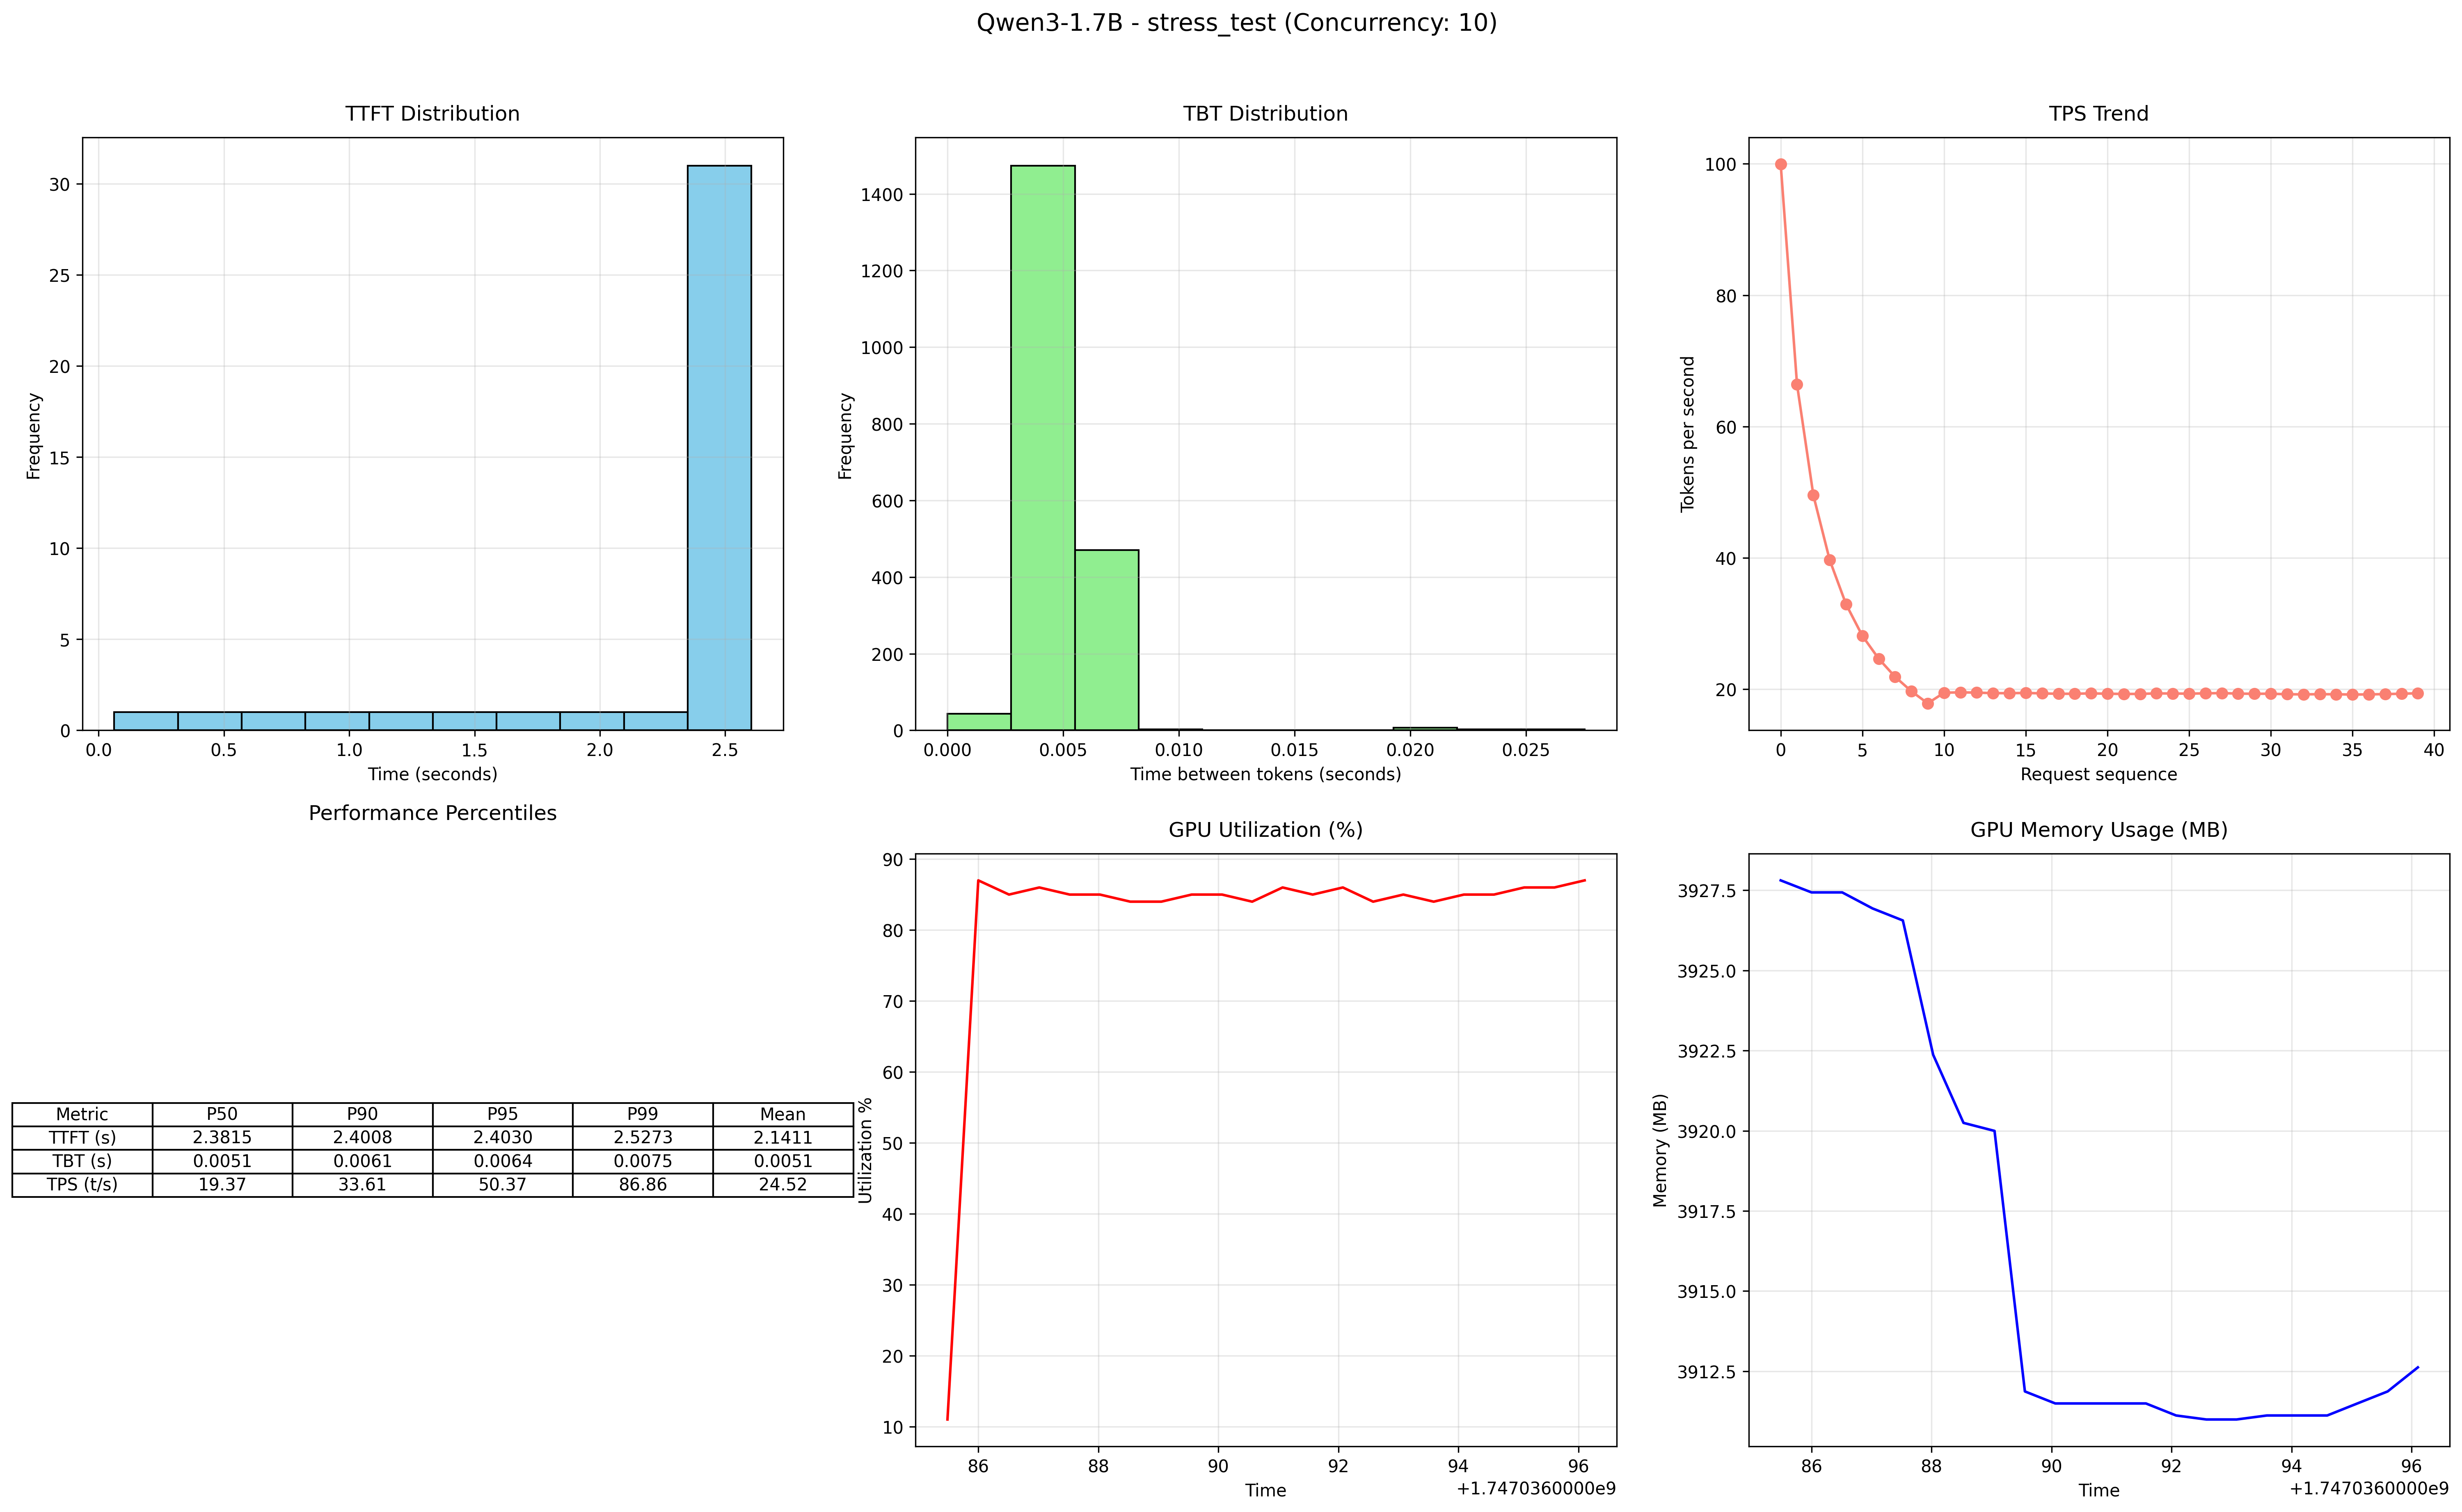 Qwen3-1.7B - stress_test (Concurrency: 10)
TTFT Distribution
30
25
20
15
10
5
0
Frequency
0.0 0.5 1.0 1.5 2.0 2.5
Time (seconds)
TBT Distribution
1400
1200
1000
800
600
400
200
0
Frequency
0.000 0.005 0.010 0.015 0.020 0.025
Time between tokens (seconds)
TPS Trend
100
80
60
40
20
Tokens per second
0 5 10 15 20 25 30 35 40
Request sequence
Performance Percentiles
Metric P50 P90 P95 P99 Mean
TTFT (s) 2.3815 2.4008 2.4030 2.5273 2.1411
TBT (s) 0.0051 0.0061 0.0064 0.0075 0.0051
TPS (t/s) 19.37 33.61 50.37 86.86 24.52
GPU Utilization (%)
90
80
70
60
50
40
30
20
10
Utilization %
86 88 90 92 94 96
Time
+1.7470360000e9
GPU Memory Usage (MB)
3927.5
3925.0
3922.5
3920.0
3917.5
3915.0
3912.5
Memory (MB)
86 88 90 92 94 96
Time
+1.7470360000e9